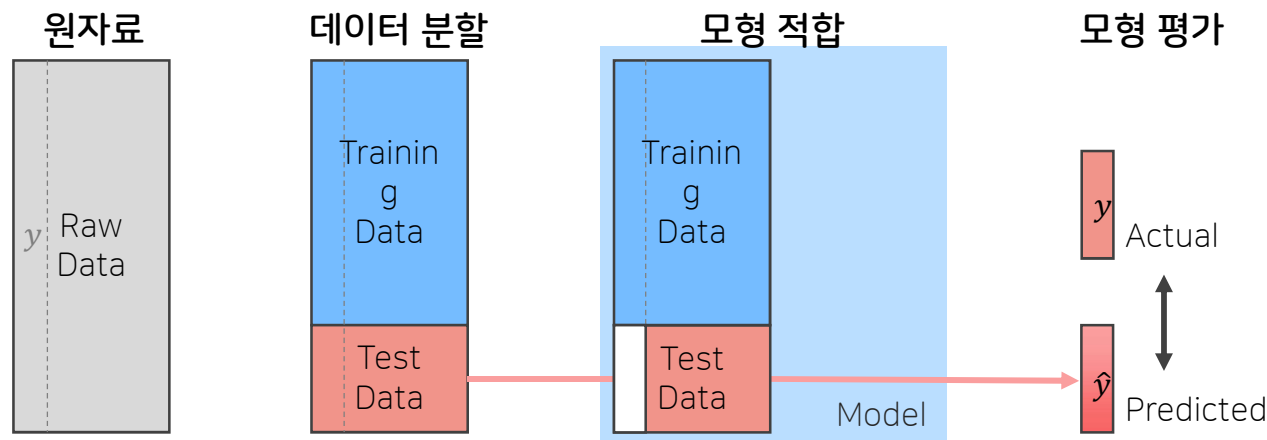 원자료
데이터 분할
모형 적합
모형 평가
y
Raw
Data
Trainin
g
Data
Test
Data
Trainin
g
Data
Test
Data
Model
y
Actual
ŷ
Predicted